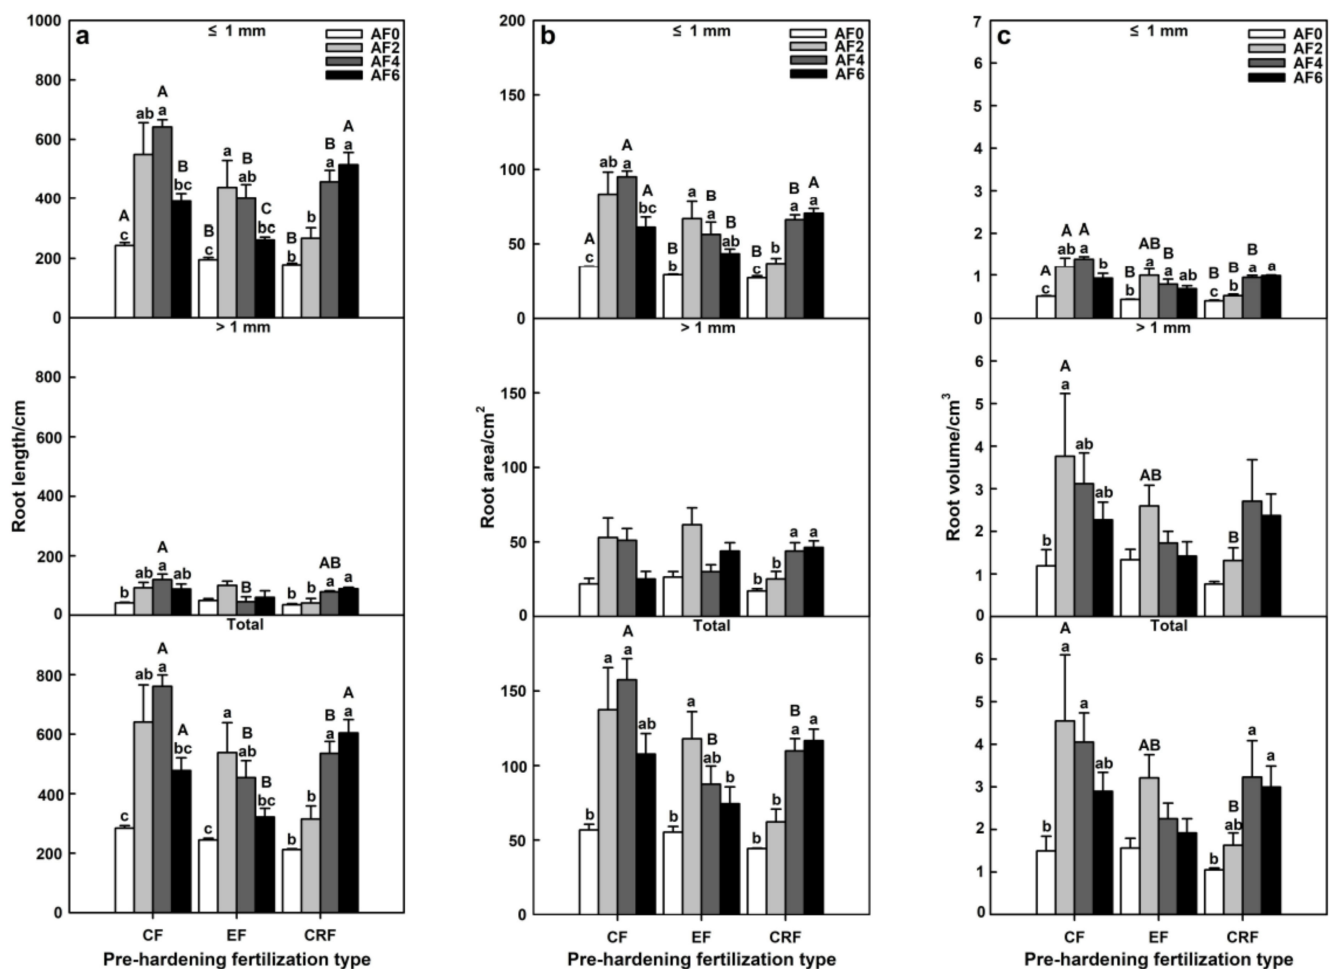 a
≤ 1 mm
AF0
AF2
AF4
AF6
1000
800
600
400
200
0
A
c
ab
A
a
B
bc
B
c
a
B
ab
C
bc
B
b
b
B
a
A
a
> 1 mm
800
600
400
200
0
b
ab
A
a
ab
B
b
b
AB
a
a
Total
800
600
400
200
0
c
ab
A
a
A
bc
c
a
B
ab
B
bc
b
b
B
a
A
a
CF EF CRF
Root length/cm
Pre-hardening fertilization type
b
≤ 1 mm
AF0
AF2
AF4
AF6
200
150
100
50
0
A
c
ab
A
a
A
bc
B
b
a
B
a
B
ab
B
c
b
B
a
A
a
> 1 mm
150
100
50
0
b
b
a
a
Total
150
100
50
0
b
a
A
a
ab
b
a
B
ab
b
b
b
B
a
a
CF EF CRF
Root area/cm²
Pre-hardening fertilization type
c
≤ 1 mm
AF0
AF2
AF4
AF6
7
6
5
4
3
2
1
0
A
c
A
ab
A
a
b
B
b
AB
a
B
a
ab
B
c
B
b
B
a
a
> 1 mm
6
5
4
3
2
1
0
b
A
a
ab
ab
AB
B
Total
6
5
4
3
2
1
0
b
A
a
a
ab
AB
b
B
ab
a
a
CF EF CRF
Root volume/cm³
Pre-hardening fertilization type